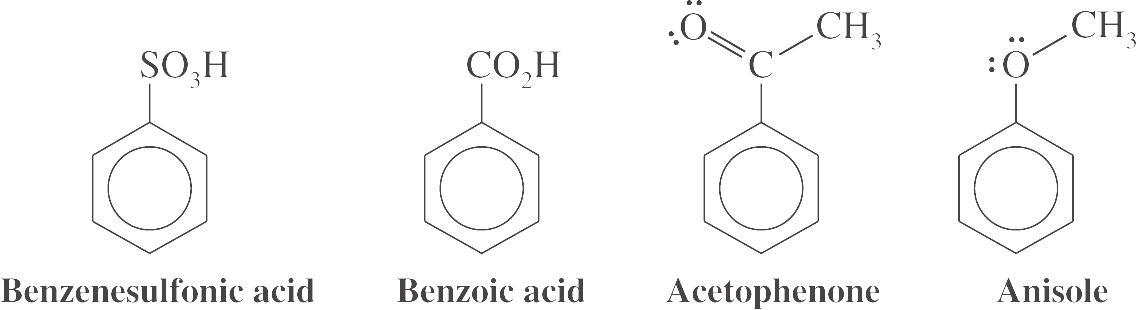 SO₃H
CO₂H
:Ö
C
CH₃
:Ö
CH₃
Benzenesulfonic acid
Benzoic acid
Acetophenone
Anisole